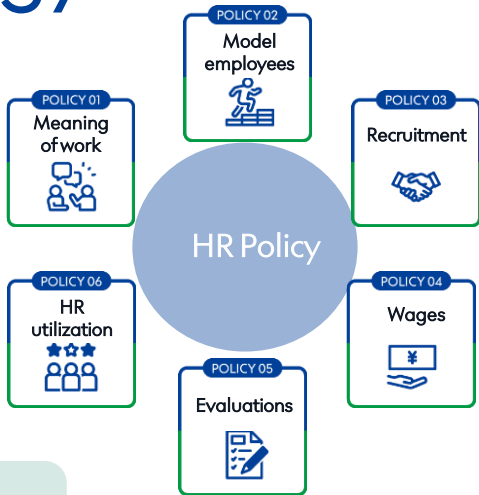 POLICY 01
Meaning
of work
POLICY 02
Model
employees
POLICY 03
Recruitment
HR Policy
POLICY 04
Wages
¥
POLICY 05
Evaluations
POLICY 06
HR
utilization